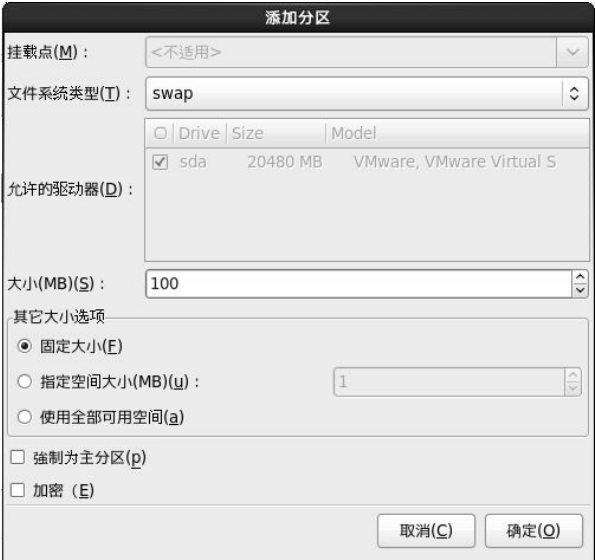 添加分区
挂载点(M)： <不适用>
文件系统类型(T)： swap
Drive Size Model
sda 20480 MB VMware, VMware Virtual S
允许的驱动器(D)：
大小(MB)(S)： 100
其它大小选项
固定大小(F)
指定空间大小(MB)(u)： 1
使用全部可用空间(a)
強制为主分区(p)
加密（E)
取消(C) 确定(O)